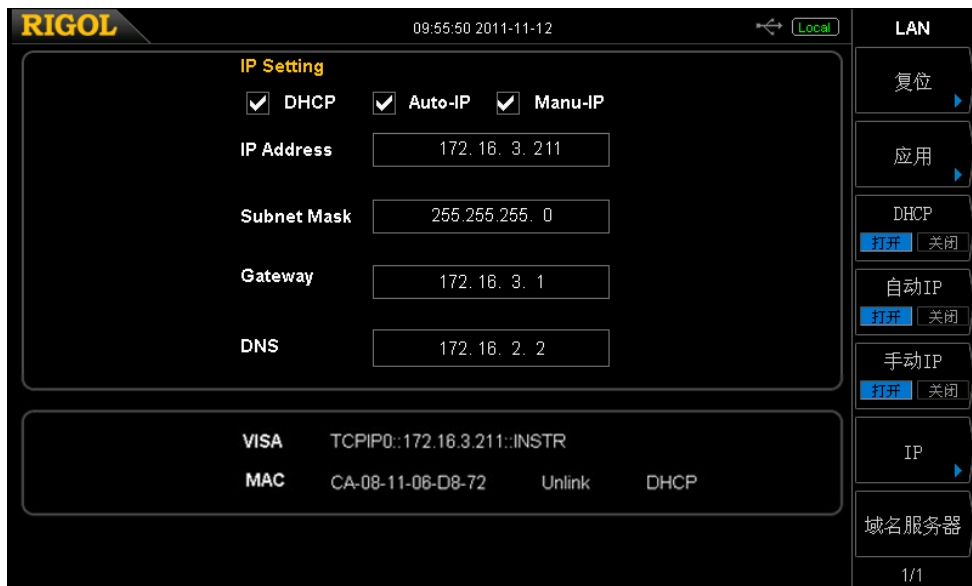 RIGOL 09:55:50 2011-11-12 Local
IP Setting
DHCP Auto-IP Manu-IP
IP Address 172. 16. 3. 211
Subnet Mask 255.255.255. 0
Gateway 172. 16. 3. 1
DNS 172. 16. 2. 2
VISA TCPIP0::172.16.3.211::INSTR
MAC CA-08-11-06-D8-72 Unlink DHCP
LAN
复位
应用
DHCP
打开 关闭
自动IP
打开 关闭
手动IP
打开 关闭
IP
域名服务器
1/1